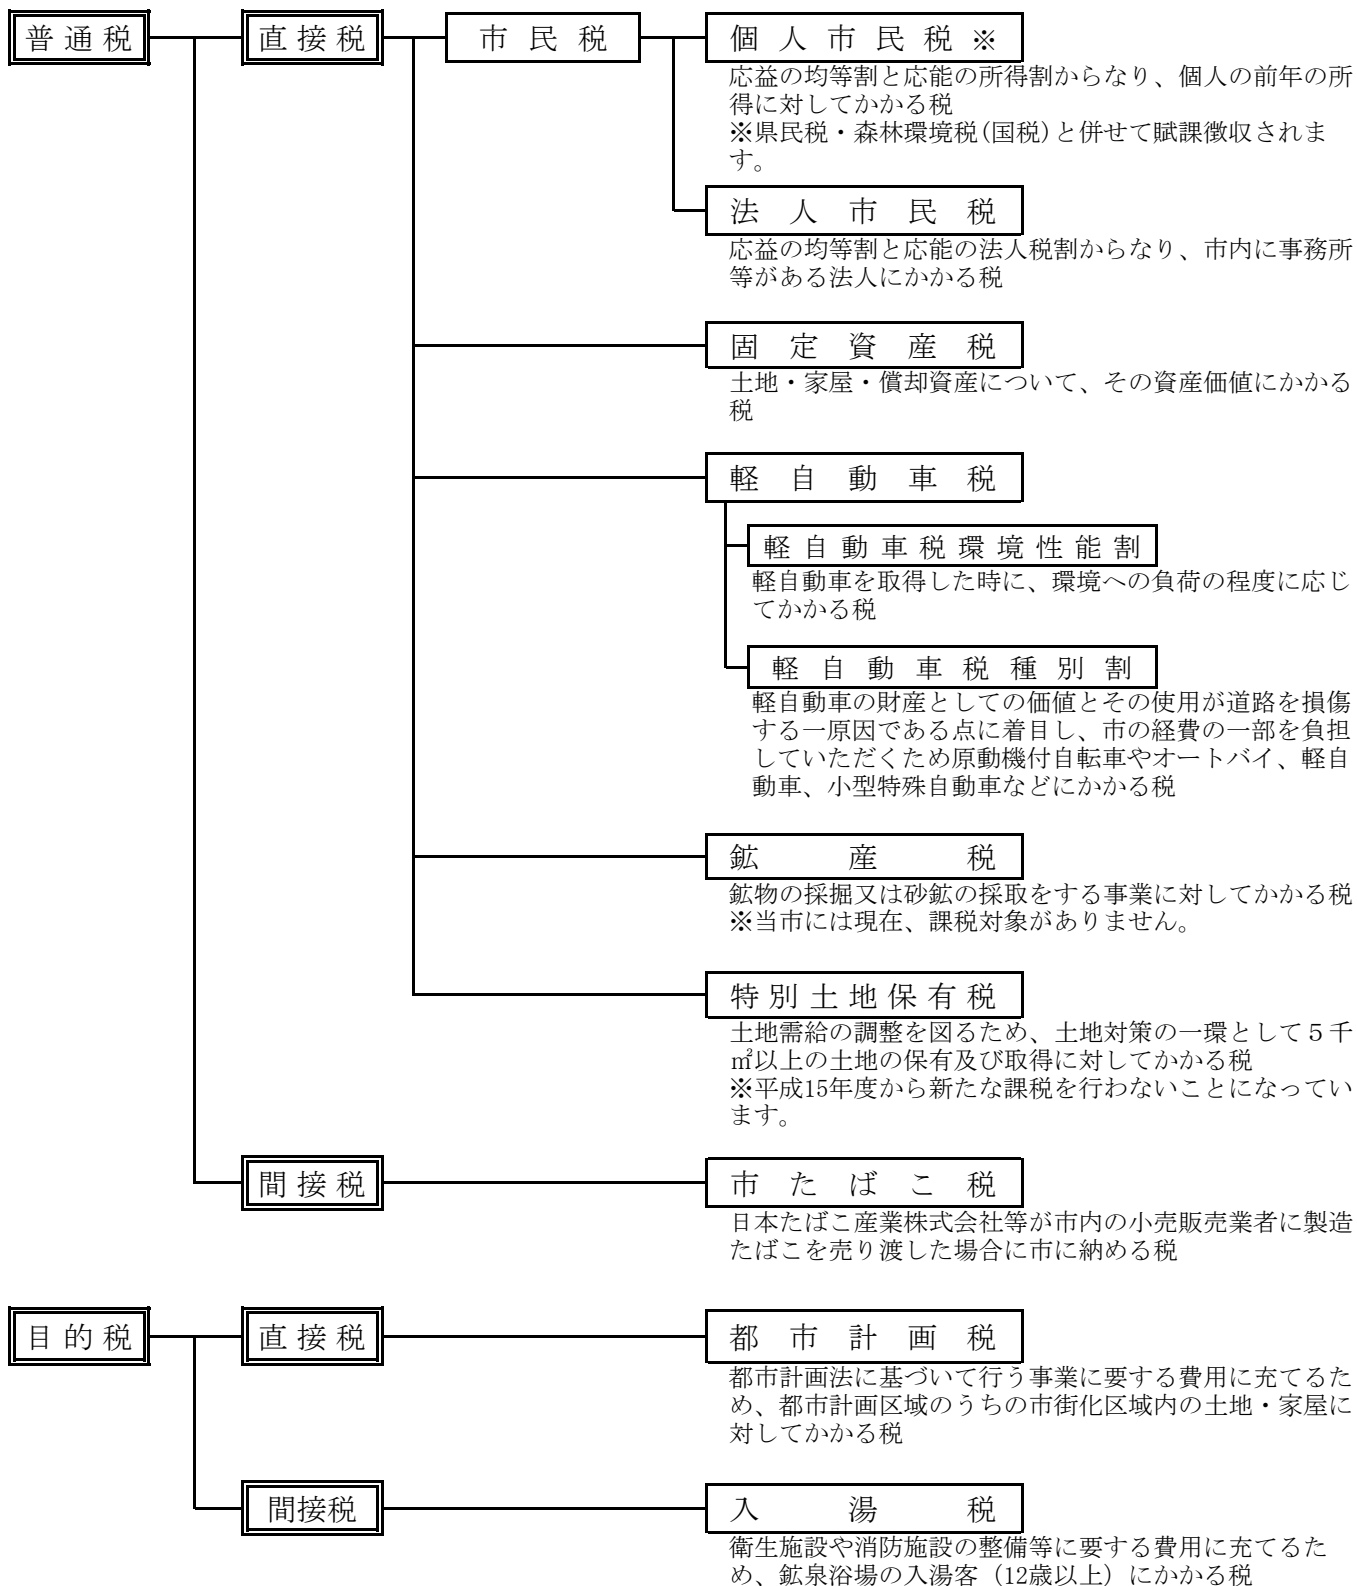 普通税
直接税
市民税
個人市民税※
応益の均等割と応能の所得割からなり、個人の前年の所
得に対してかかる税
※県民税・森林環境税(国税)と併せて賦課徴収されま
す。
法人市民税
応益の均等割と応能の法人税割からなり、市内に事務所
等がある法人にかかる税
固定資産税
土地・家屋・償却資産について、その資産価値にかかる
税
軽自動車税
軽自動車税環境性能割
軽自動車を取得した時に、環境への負荷の程度に応じ
てかかる税
軽自動車税種別割
軽自動車の財産としての価値とその使用が道路を損傷
する一原因である点に着目し、市の経費の一部を負担
していただくため原動機付自転車やオートバイ、軽自
動車、小型特殊自動車などにかかる税
鉱産税
鉱物の採掘又は砂鉱の採取をする事業に対してかかる税
※当市には現在、課税対象がありません。
特別土地保有税
土地需給の調整を図るため、土地対策の一環として５千
㎡以上の土地の保有及び取得に対してかかる税
※平成15年度から新たな課税を行わないことになってい
ます。
間接税
市たばこ税
日本たばこ産業株式会社等が市内の小売販売業者に製造
たばこを売り渡した場合に市に納める税
目的税
直接税
都市計画税
都市計画法に基づいて行う事業に要する費用に充てるた
め、都市計画区域のうちの市街化区域内の土地・家屋に
対してかかる税
間接税
入湯税
衛生施設や消防施設の整備等に要する費用に充てるた
め、鉱泉浴場の入湯客（12歳以上）にかかる税